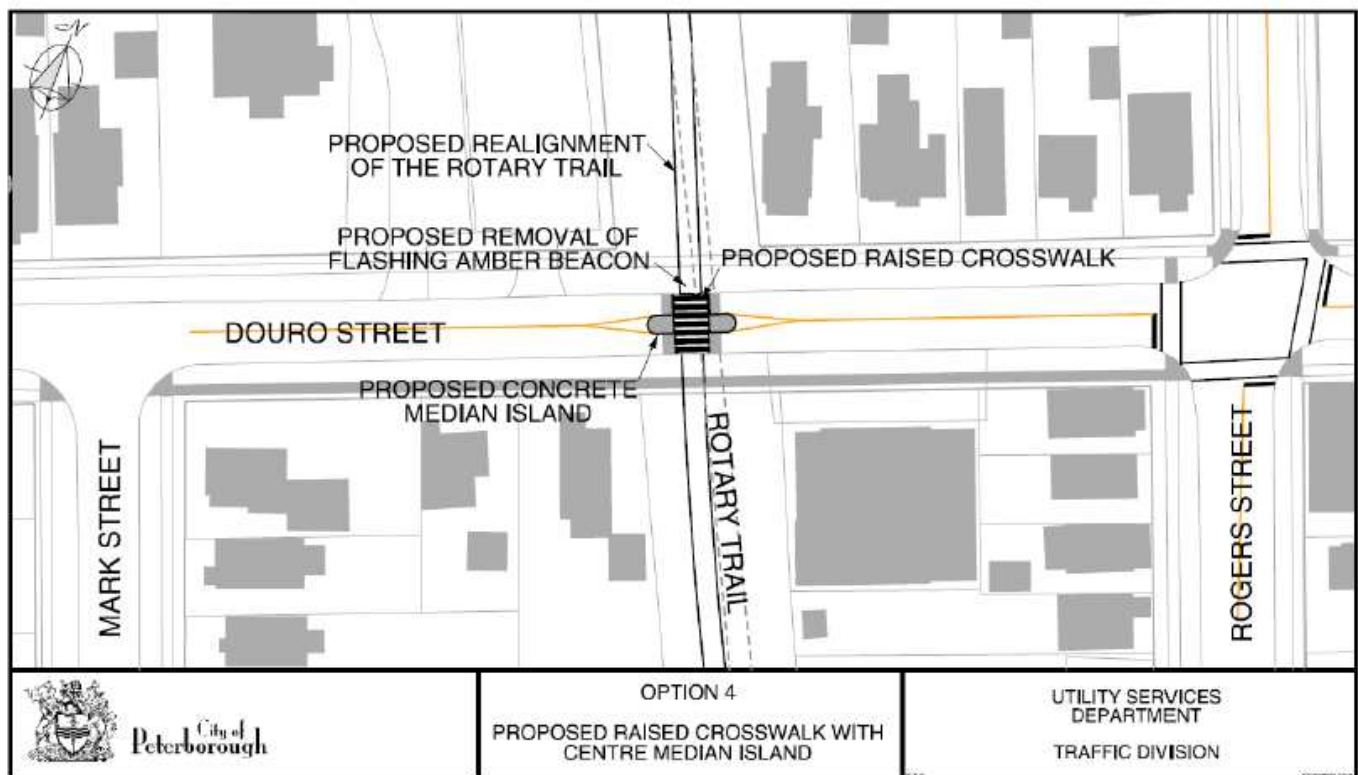 N
PROPOSED REALIGNMENT
OF THE ROTARY TRAIL
PROPOSED REMOVAL OF
FLASHING AMBER BEACON
PROPOSED RAISED CROSSWALK
DOURO STREET
PROPOSED CONCRETE
MEDIAN ISLAND
MARK STREET
ROTARY TRAIL
ROGERS STREET
City of
Peterborough
OPTION 4
PROPOSED RAISED CROSSWALK WITH
CENTRE MEDIAN ISLAND
UTILITY SERVICES
DEPARTMENT
TRAFFIC DIVISION